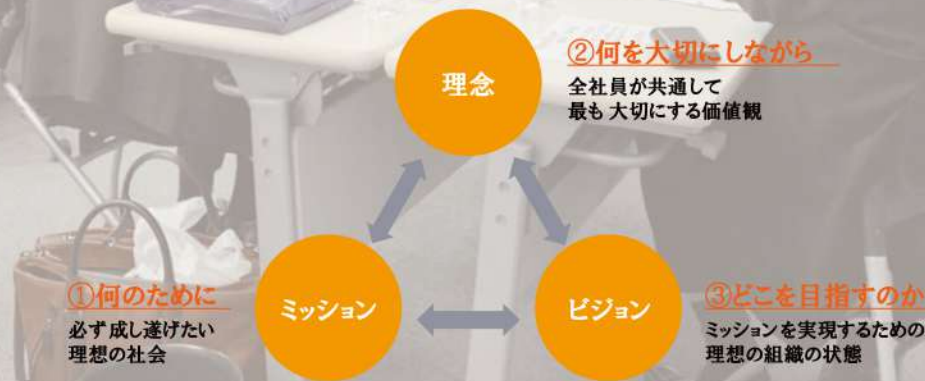 理念
②何を大切にしながら
全社員が共通して
最も大切にする価値観
①何のために
必ず成し遂げたい
理想の社会
ミッション
ビジョン
③どこを目指すのか
ミッションを実現するための
理想の組織の状態